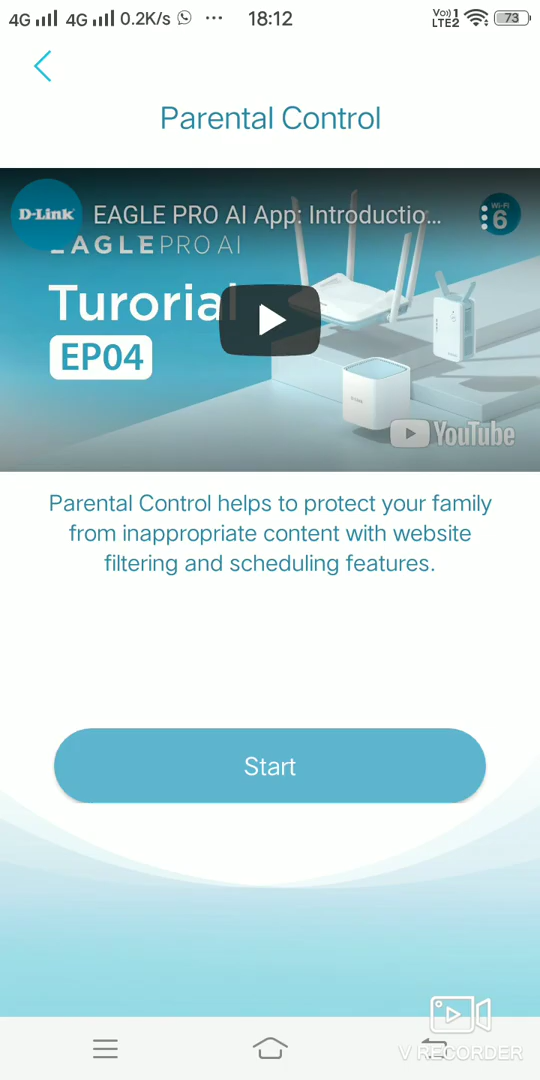 4G 4G 0.2K/s ... 18:12 Vo)) 1 LTE2 73
Parental Control
D-Link EAGLE PRO AI App: Introductio... Wi-Fi 6
EAGLE PRO AI
Turorial
EP04
YouTube
Parental Control helps to protect your family
from inappropriate content with website
filtering and scheduling features.
Start
V RECORDER